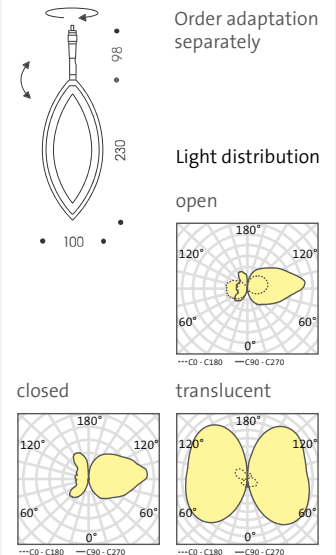 Order adaptation
separately
98
230
100
Light distribution
open
180°
120° 120°
60° 60°
0°
C0 - C180 C90 - C270
closed
180°
120° 120°
60° 60°
0°
C0 - C180 C90 - C270
translucent
180°
120° 120°
60° 60°
0°
C0 - C180 C90 - C270